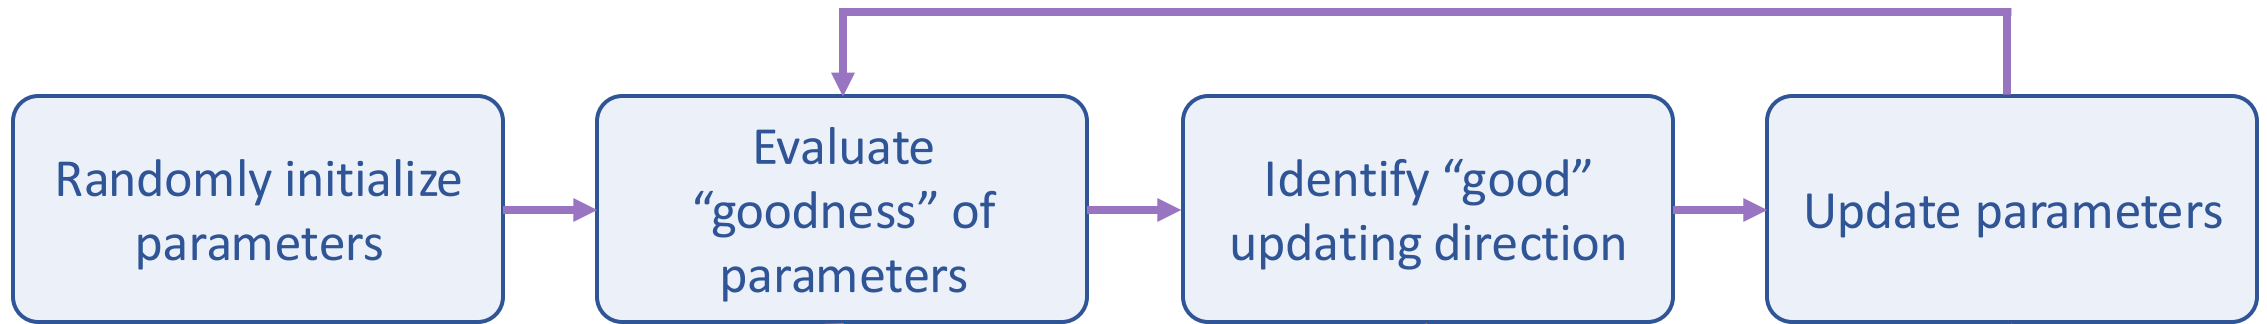 Randomly initialize
parameters
Evaluate
“goodness” of
parameters
Identify “good”
updating direction
Update parameters